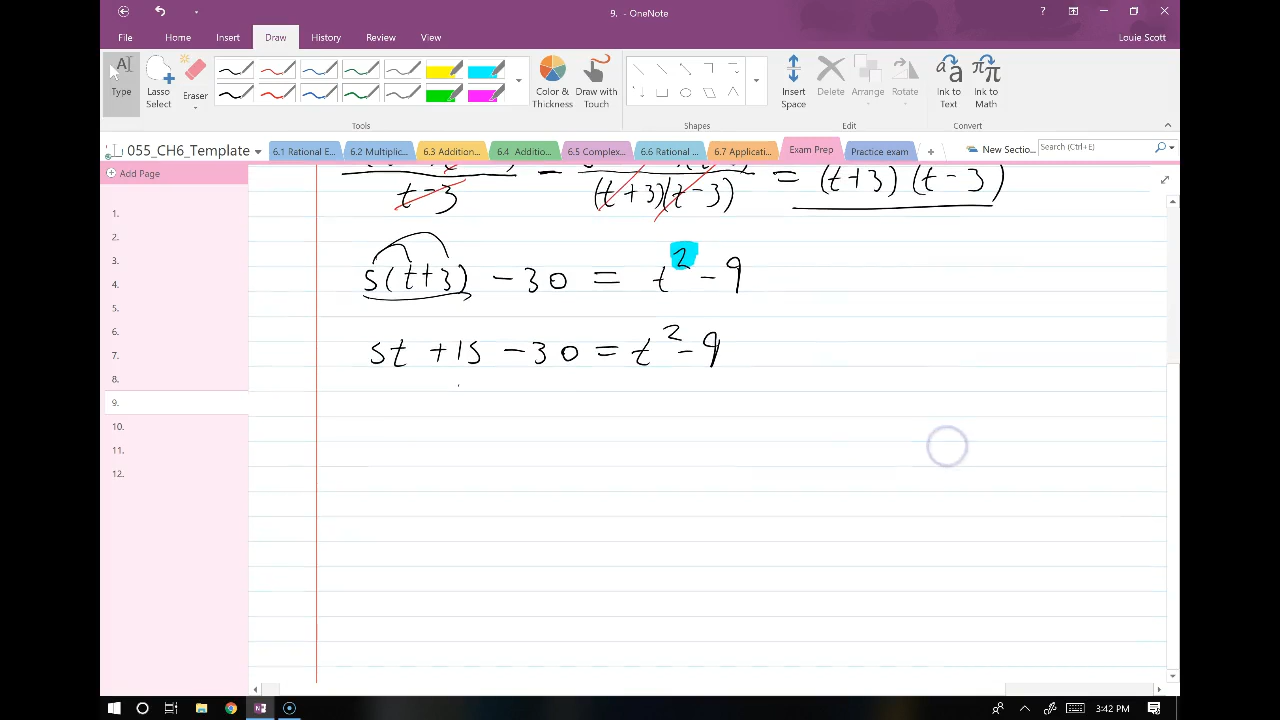 9. - OneNote
File Home Insert Draw History Review View Louie Scott
Type Lasso Select Eraser Color & Thickness Draw with Touch Insert Space Delete Arrange Rotate Ink to Text Ink to Math
Tools Shapes Edit Convert
055_CH6_Template 6.1 Rational E... 6.2 Multiplic... 6.3 Addition... 6.4 Additio... 6.5 Complex... 6.6 Rational ... 6.7 Applicati... Exam Prep Practice exam + New Sectio... Search (Ctrl+E)
Add Page
1.
2.
3.
4.
5.
6.
7.
8.
9.
10.
11.
12.
t-3 - (t+3)(t-3) = (t+3)(t-3)
5(t+3) - 30 = t² - 9
5t + 15 - 30 = t² - 9
3:42 PM